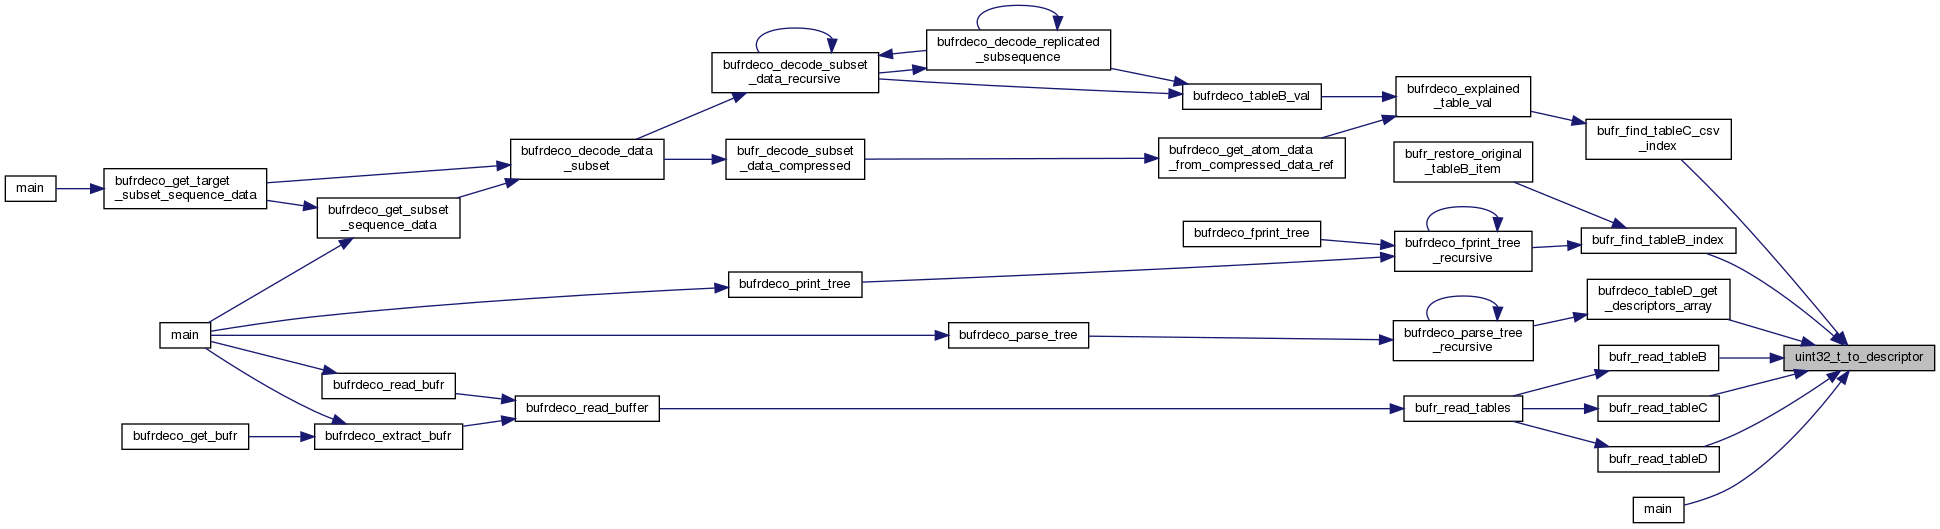 bufrdeco_decode_replicated
_subsequence
bufrdeco_decode_subset
_data_recursive
bufrdeco_tableB_val
bufrdeco_explained
_table_val
bufr_find_tableC_csv
_index
bufrdeco_decode_data
_subset
bufr_decode_subset
_data_compressed
bufrdeco_get_atom_data
_from_compressed_data_ref
bufr_restore_original
_tableB_item
main
bufrdeco_get_target
_subset_sequence_data
bufrdeco_get_subset
_sequence_data
bufrdeco_fprint_tree
bufrdeco_fprint_tree
_recursive
bufr_find_tableB_index
bufrdeco_print_tree
bufrdeco_tableD_get
_descriptors_array
main
bufrdeco_parse_tree
bufrdeco_parse_tree
_recursive
bufr_read_tableB
uint32_t_to_descriptor
bufrdeco_read_bufr
bufrdeco_read_buffer
bufr_read_tables
bufr_read_tableC
bufrdeco_get_bufr
bufrdeco_extract_bufr
bufr_read_tableD
main